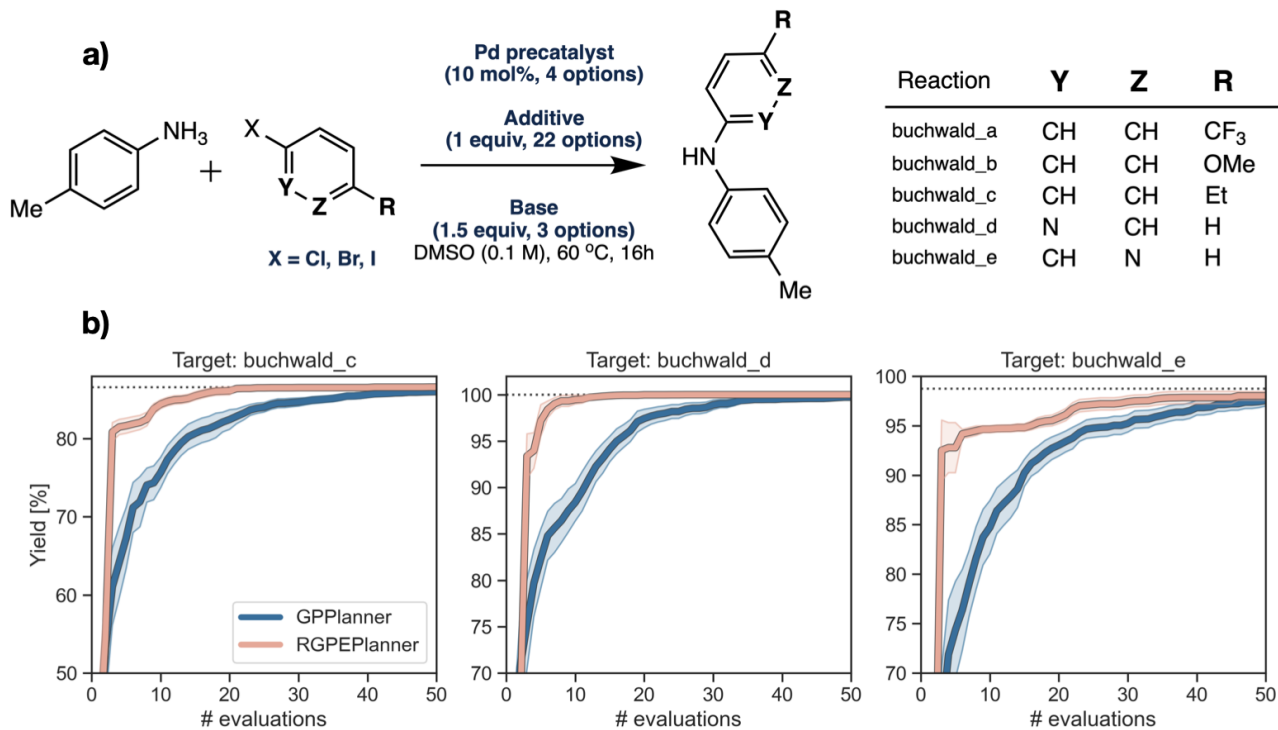 a)
NH3
Me
+
X
Y
Z
R
X = Cl, Br, I
Pd precatalyst
(10 mol%, 4 options)
Additive
(1 equiv, 22 options)
Base
(1.5 equiv, 3 options)
DMSO (0.1 M), 60 ºC, 16h
R
Z
Y
HN
Me
Reaction Y Z R
buchwald_a CH CH CF3
buchwald_b CH CH OMe
buchwald_c CH CH Et
buchwald_d N CH H
buchwald_e CH N H
b)
Target: buchwald_c
Yield [%]
80
70
60
50
0 10 20 30 40 50
# evaluations
GPPlanner
RGPEPlanner
Target: buchwald_d
100
95
90
85
80
75
70
0 10 20 30 40 50
# evaluations
Target: buchwald_e
100
95
90
85
80
75
70
0 10 20 30 40 50
# evaluations